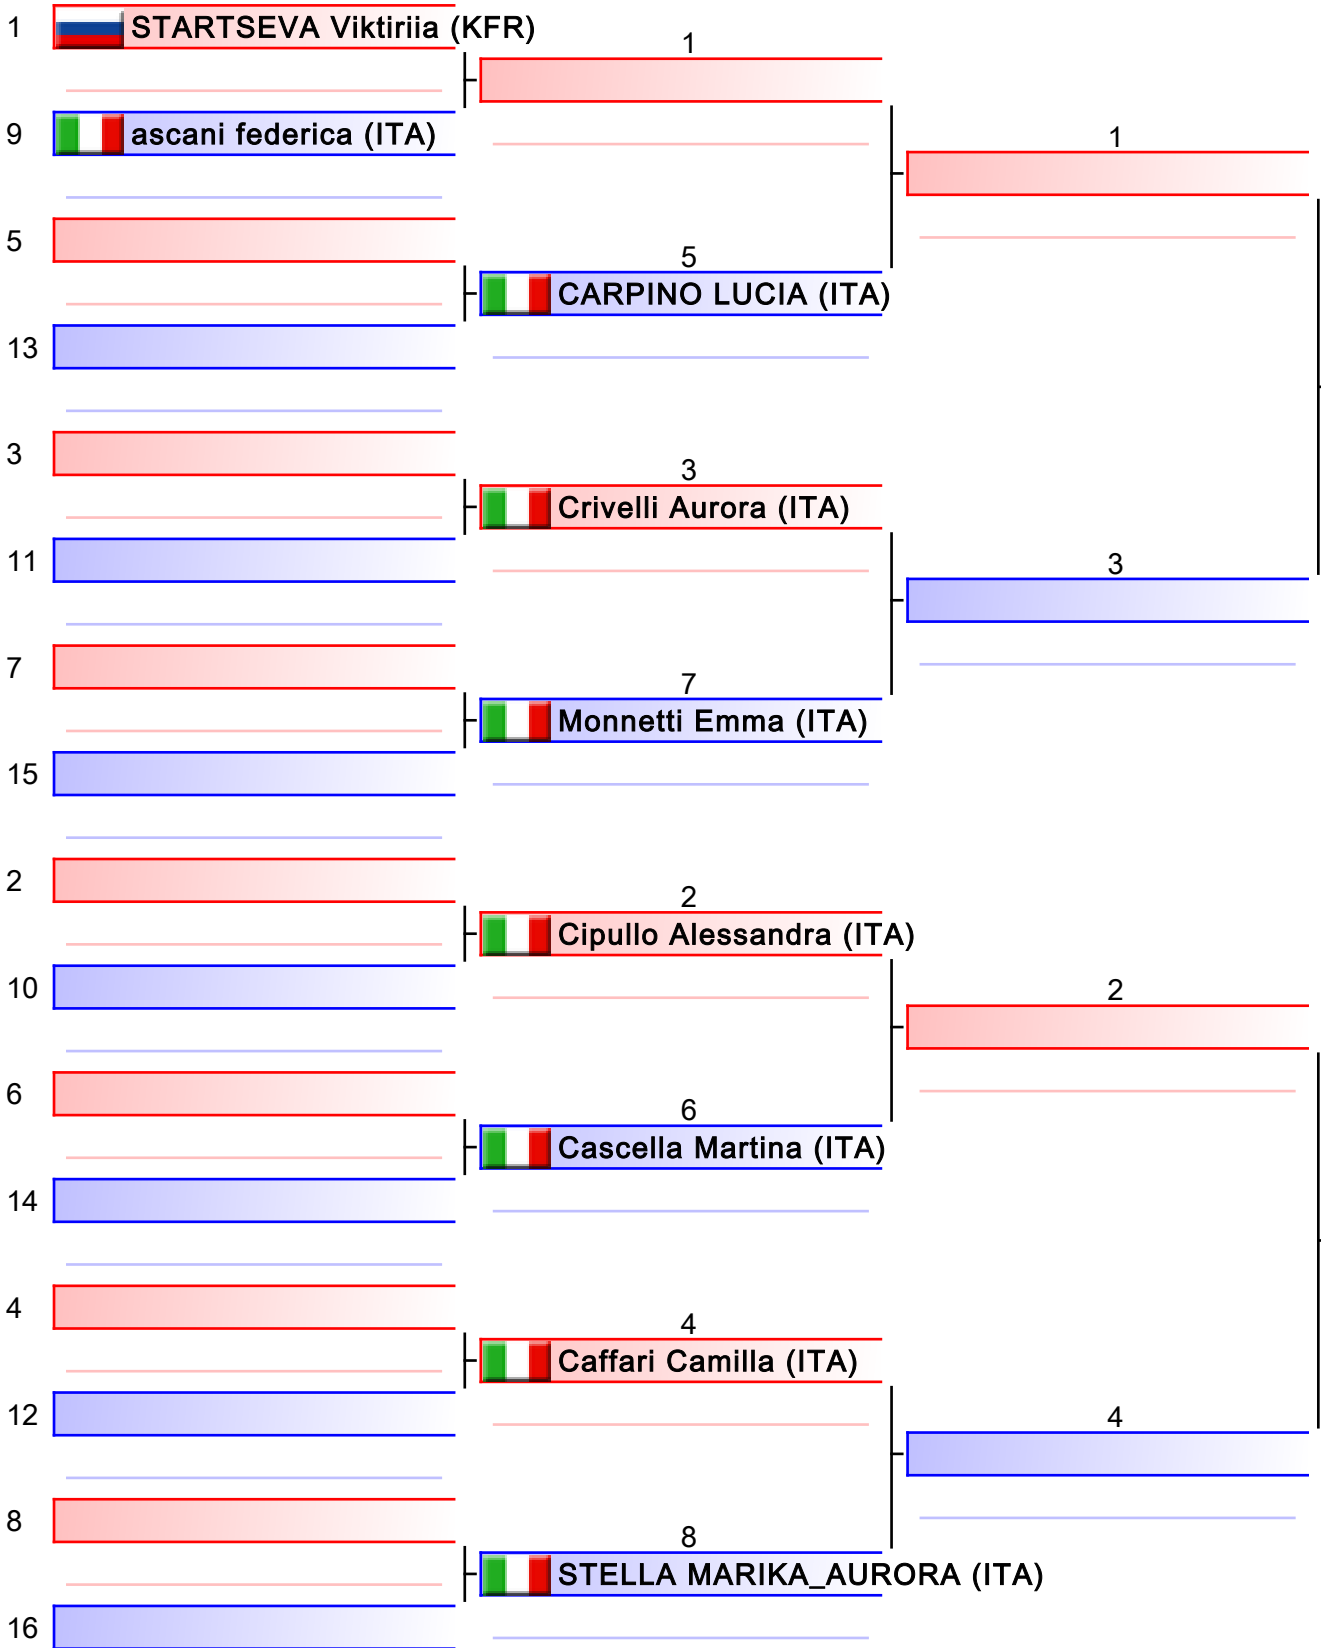 1 STARTSEVA Viktiriia (KFR)
1
9 ascani federica (ITA)
1
5
5
CARPINO LUCIA (ITA)
13
3
3
Crivelli Aurora (ITA)
11
3
7
7
Monnetti Emma (ITA)
15
2
2
Cipullo Alessandra (ITA)
10
2
6
6
Cascella Martina (ITA)
14
4
4
Caffari Camilla (ITA)
12
4
8
8
STELLA MARIKA_AURORA (ITA)
16